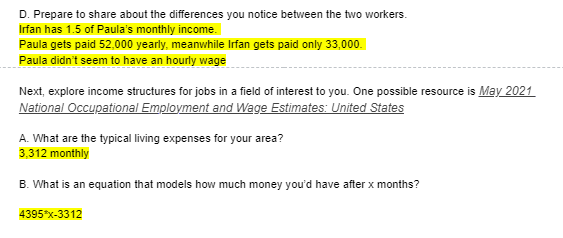 D. Prepare to share about the differences you notice between the two workers.
Irfan has 1.5 of Paula's monthly income.
Paula gets paid 52,000 yearly, meanwhile Irfan gets paid only 33,000.
Paula didn't seem to have an hourly wage
Next, explore income structures for jobs in a field of interest to you. One possible resource is May 2021
National Occupational Employment and Wage Estimates: United States
A. What are the typical living expenses for your area?
3,312 monthly
B. What is an equation that models how much money you'd have after x months?
4395*x-3312